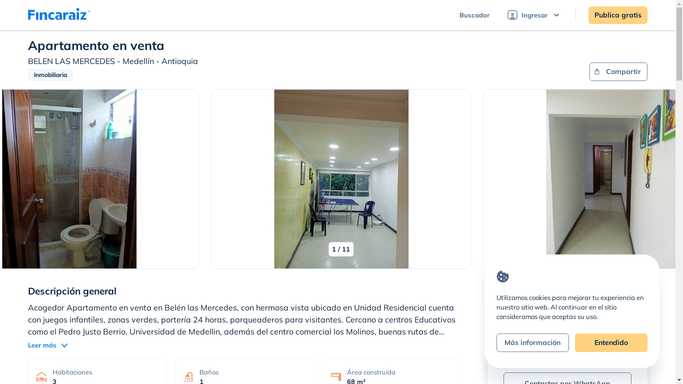 Fincaraiz
Buscador
Ingresar
Publica gratis
Apartamento en venta
BELEN LAS MERCEDES - Medellín - Antioquia
Inmobiliaria
Compartir
1 / 11
Descripción general
Acogedor Apartamento en venta en Belén las Mercedes, con hermosa vista ubicado en Unidad Residencial cuenta
con juegos infantiles, zonas verdes, portería 24 horas, parqueaderos para visitantes. Cercano a centros Educativos
como el Pedro Justo Berrio, Universidad de Medellin, además del centro comercial los Molinos, buenas rutas de...
Leer más
Habitaciones
3
Baños
1
Área construida
68 m²
Utilizamos cookies para mejorar tu experiencia en
nuestro sitio web. Al continuar en el sitio
consideramos que aceptas su uso.
Más información
Entendido
Contactar por WhatsApp